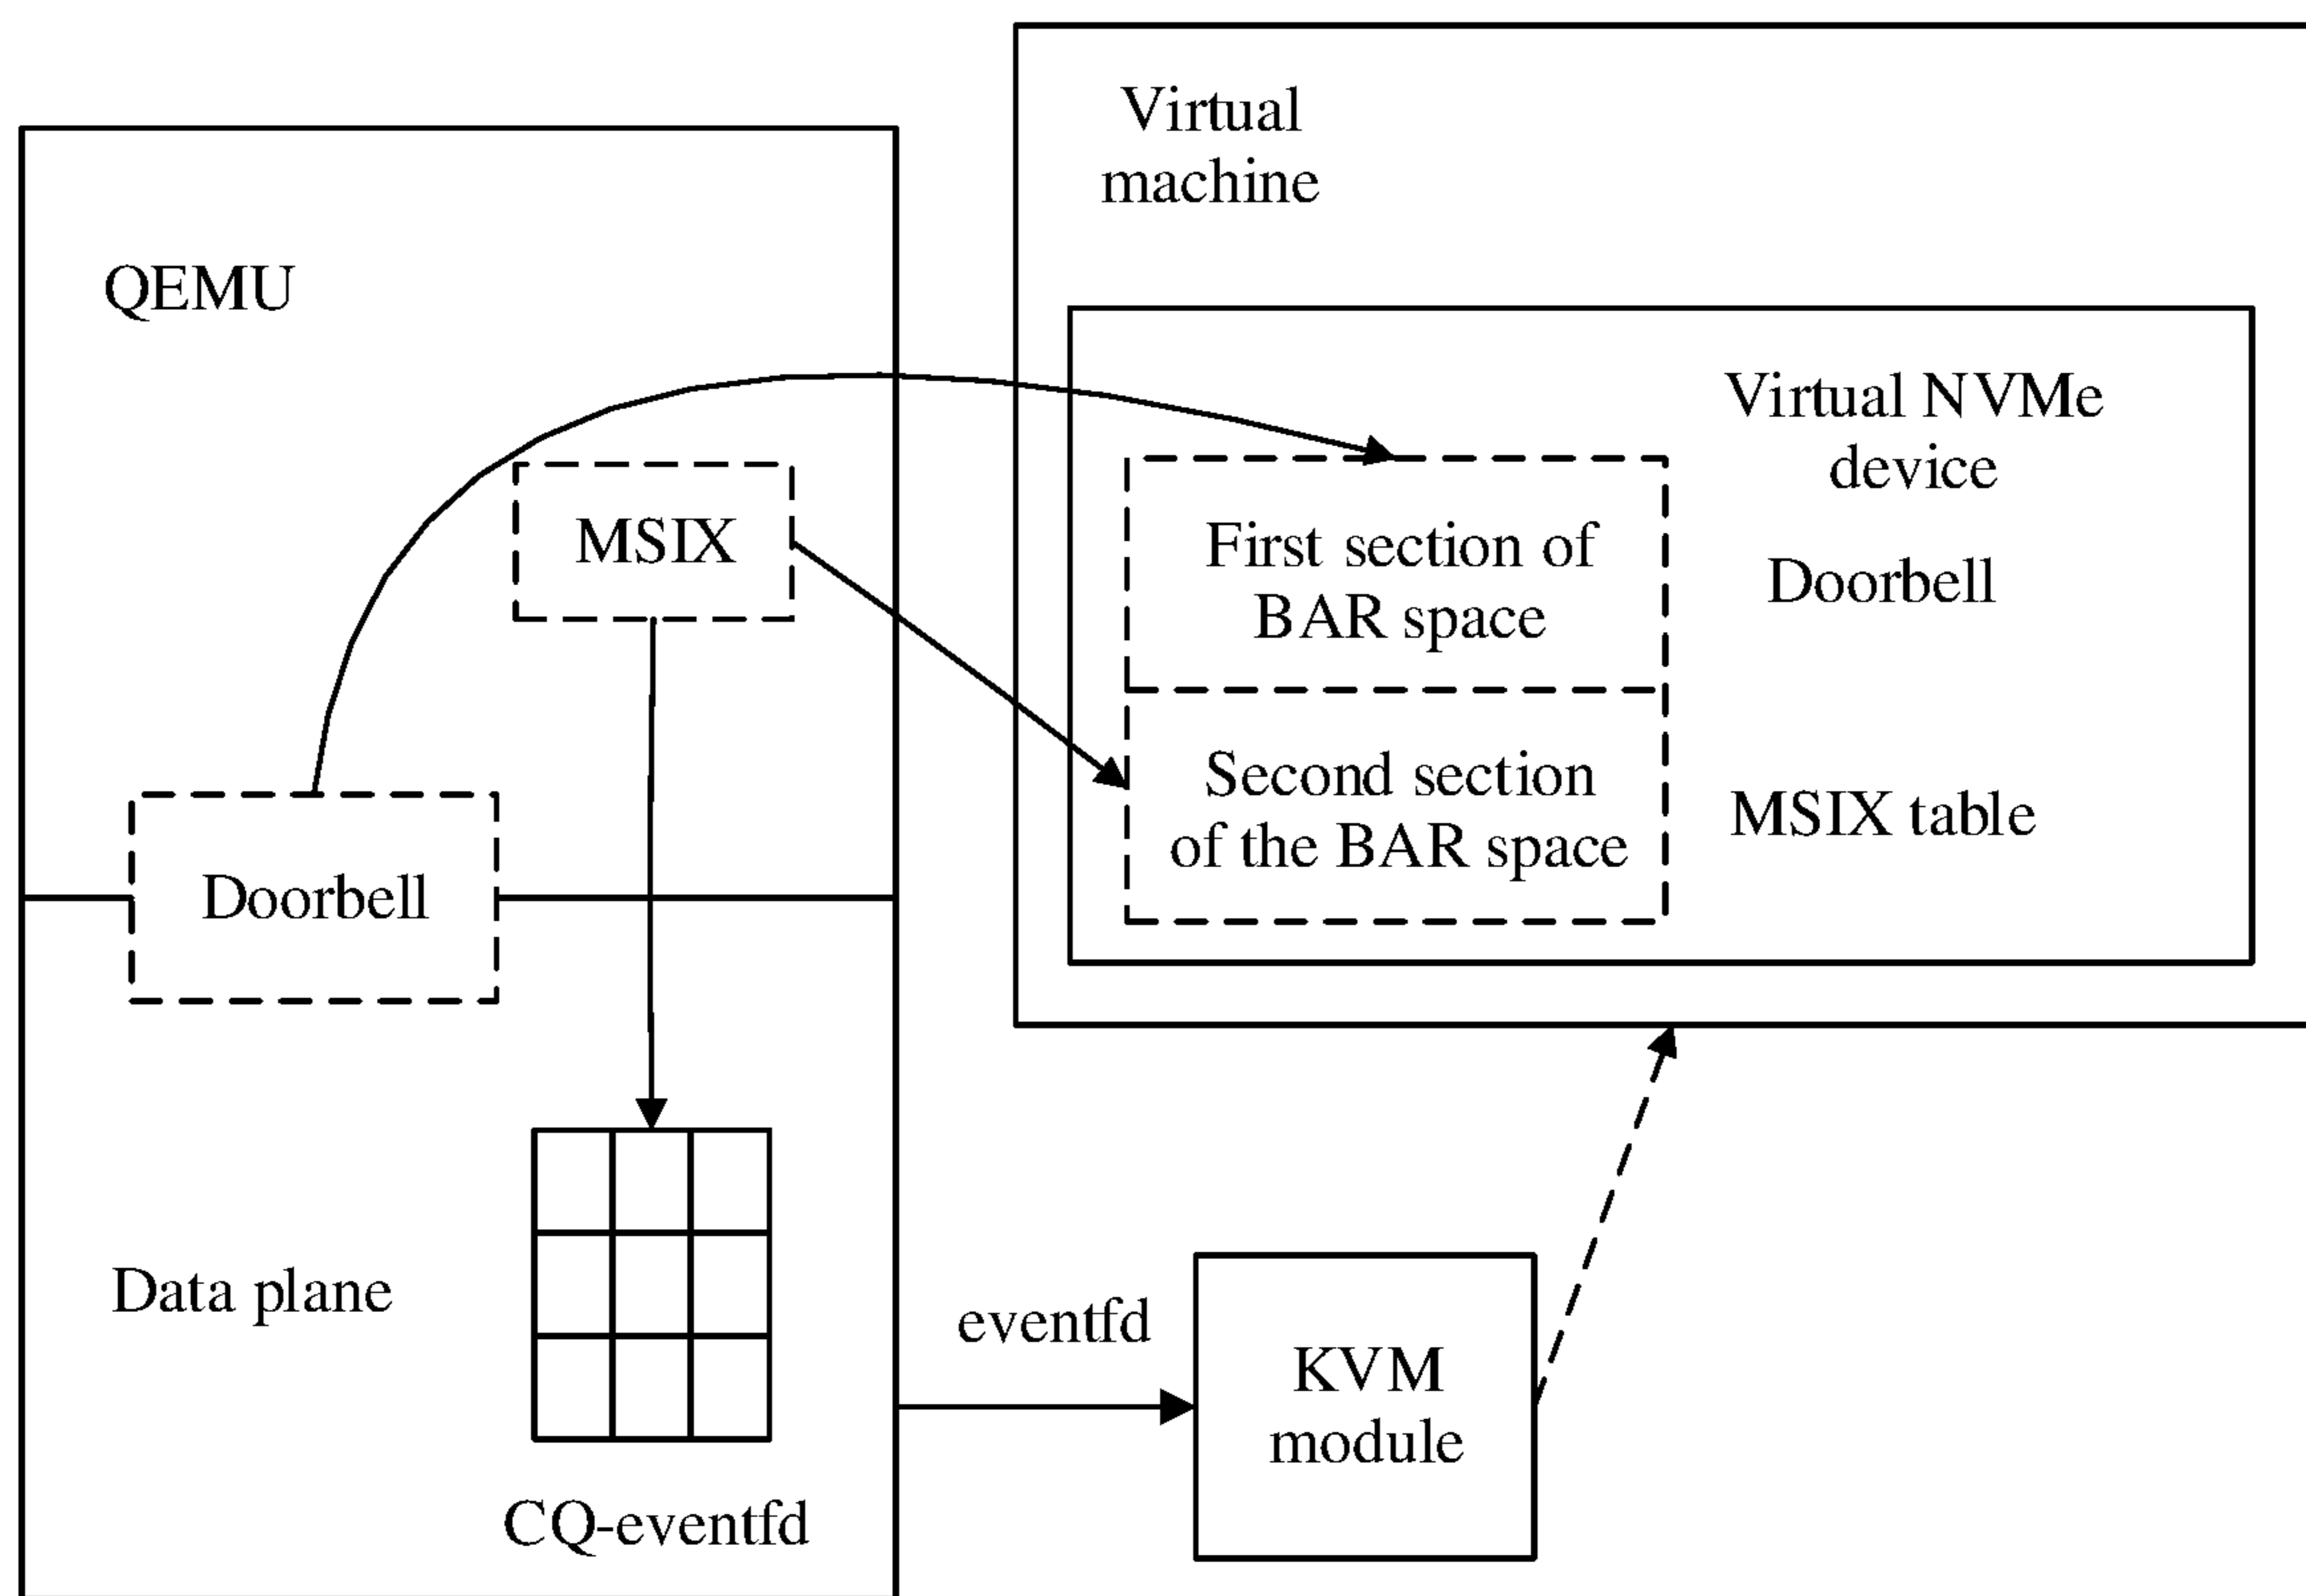 Virtual
machine
QEMU
Virtual NVMe
device
MSIX
First section of
BAR space
Doorbell
Second section
of the BAR space
MSIX table
Doorbell
Data plane
eventfd
KVM
module
CQ-eventfd